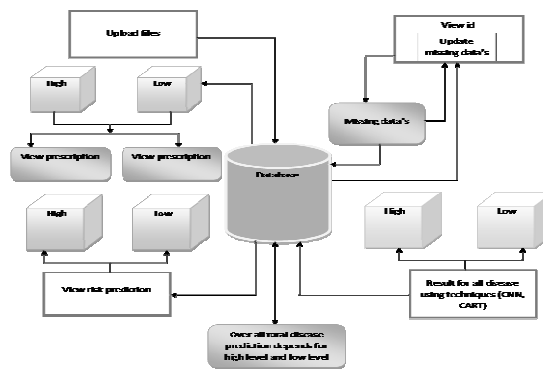 Upload files
View id
Update
missing data's
High
Low
Missing data's
View prescription
View prescription
Database
High
Low
High
Low
View risk prediction
Result for all disease
using techniques (CNN,
CART)
Over all rural disease
prediction depends for
high level and low level